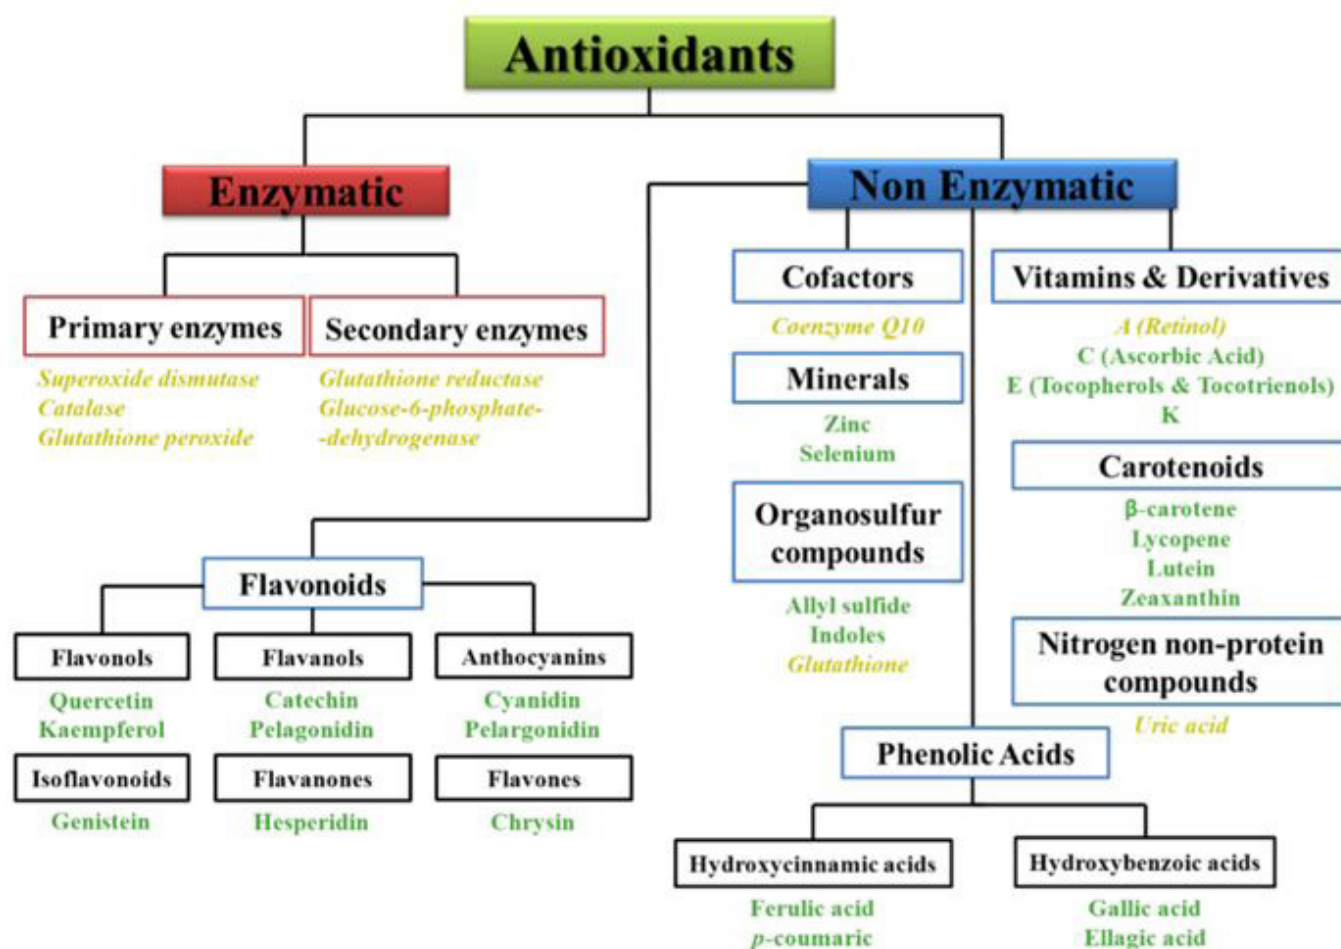 Antioxidants
Enzymatic
Non Enzymatic
Primary enzymes
Superoxide dismutase
Catalase
Glutathione peroxide
Secondary enzymes
Glutathione reductase
Glucose-6-phosphate-
-dehydrogenase
Cofactors
Coenzyme Q10
Minerals
Zinc
Selenium
Organosulfur
compounds
Allyl sulfide
Indoles
Glutathione
Vitamins & Derivatives
A (Retinol)
C (Ascorbic Acid)
E (Tocopherols & Tocotrienols)
K
Carotenoids
β-carotene
Lycopene
Lutein
Zeaxanthin
Nitrogen non-protein
compounds
Uric acid
Flavonoids
Flavonols
Quercetin
Kaempferol
Flavanols
Catechin
Pelagonidin
Anthocyanins
Cyanidin
Pelargonidin
Isoflavonoids
Genistein
Flavanones
Hesperidin
Flavones
Chrysin
Phenolic Acids
Hydroxycinnamic acids
Ferulic acid
p-coumaric
Hydroxybenzoic acids
Gallic acid
Ellagic acid